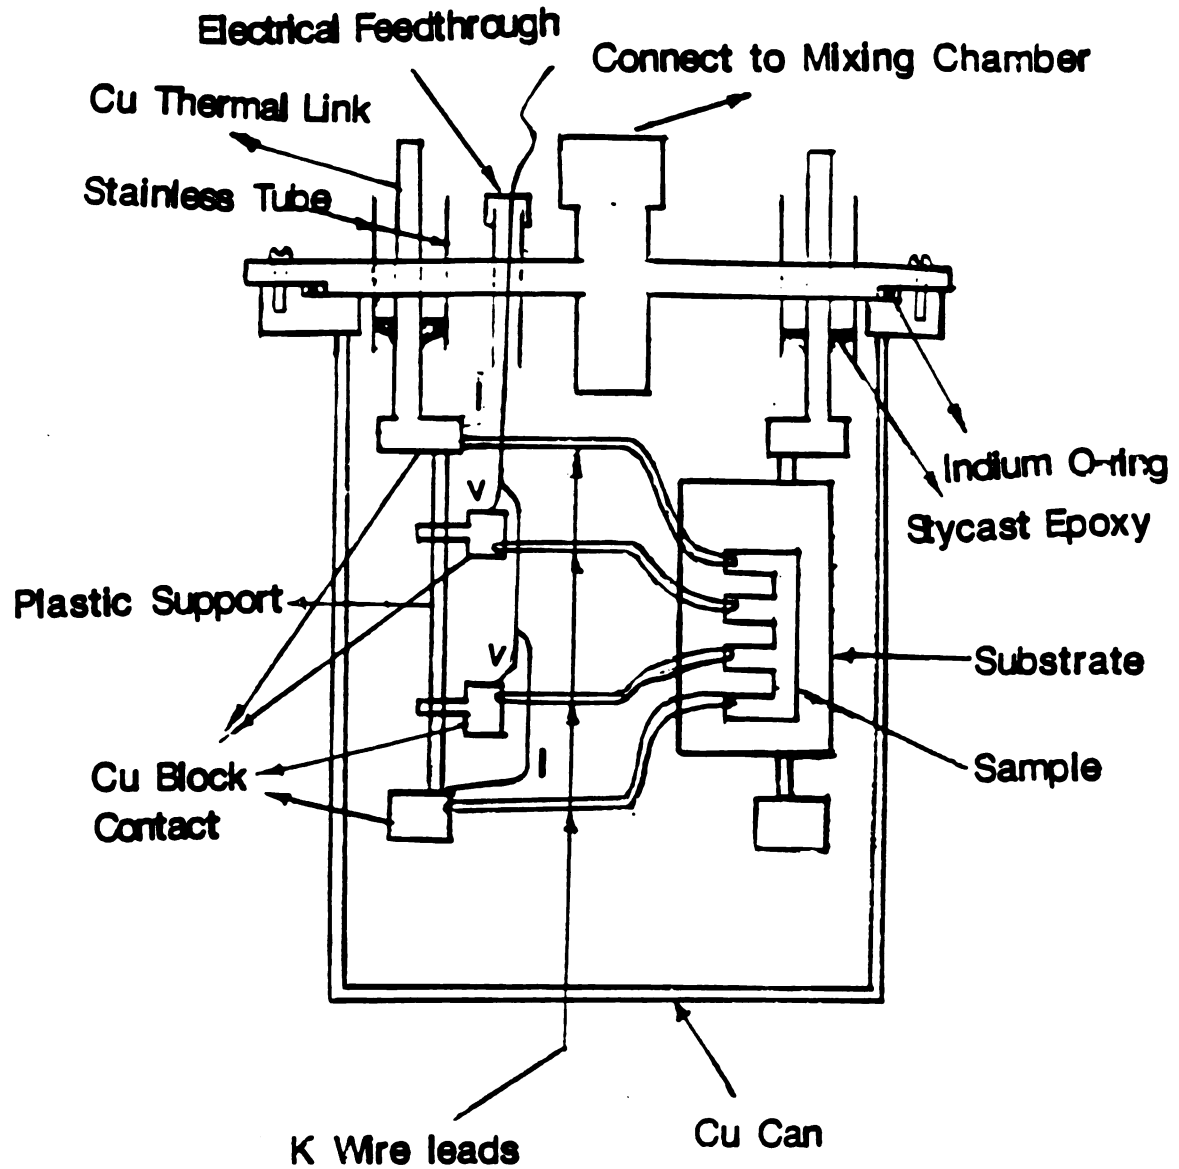 Electrical Feedthrough
Connect to Mixing Chamber
Cu Thermal Link
Stainless Tube
I
V
Indium O-ring
Stycast Epoxy
Plastic Support
V
Substrate
I
Sample
Cu Block
Contact
K Wire leads
Cu Can